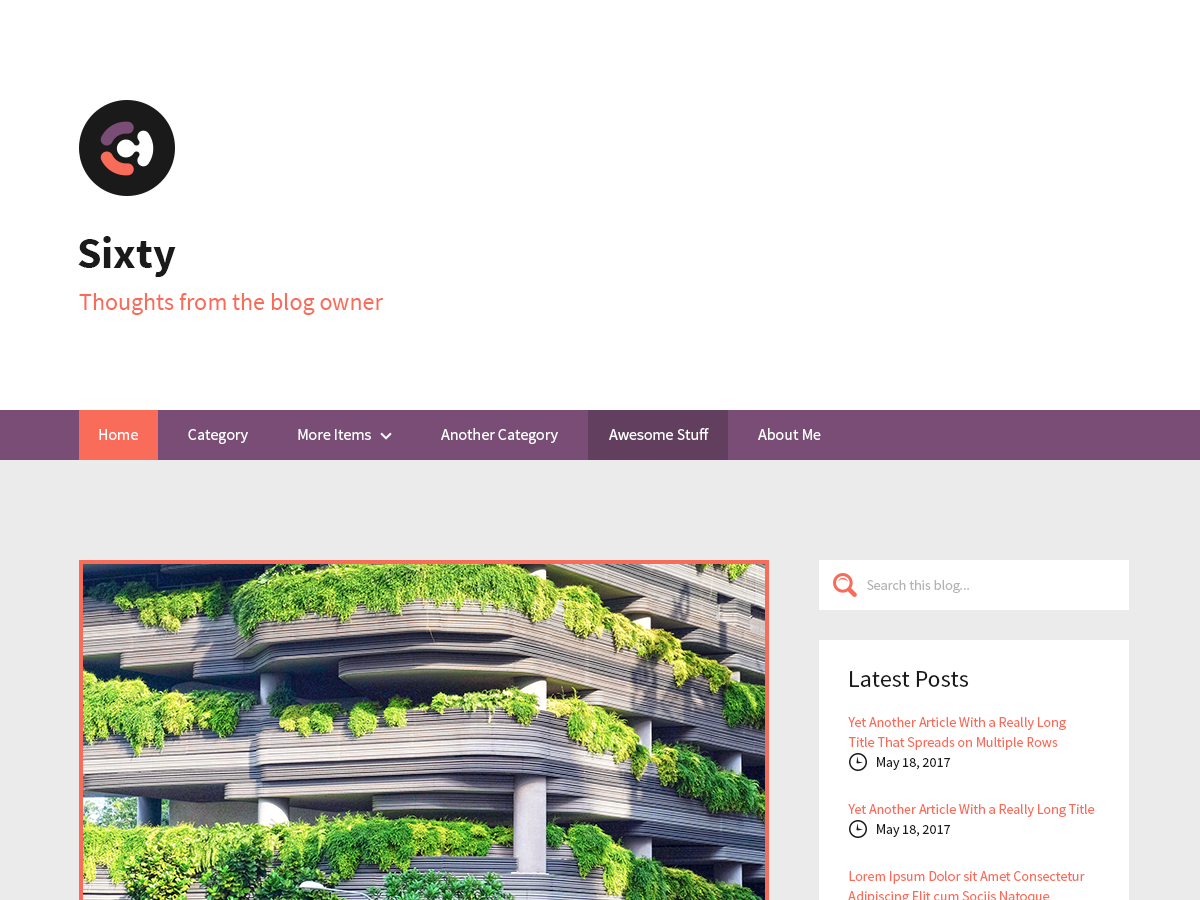 Sixty
Thoughts from the blog owner
Home
Category
More Items
Another Category
Awesome Stuff
About Me
Search this blog...
Latest Posts
Yet Another Article With a Really Long
Title That Spreads on Multiple Rows
May 18, 2017
Yet Another Article With a Really Long Title
May 18, 2017
Lorem Ipsum Dolor sit Amet Consectetur
Adipiscing Elit cum Sociis Natoque